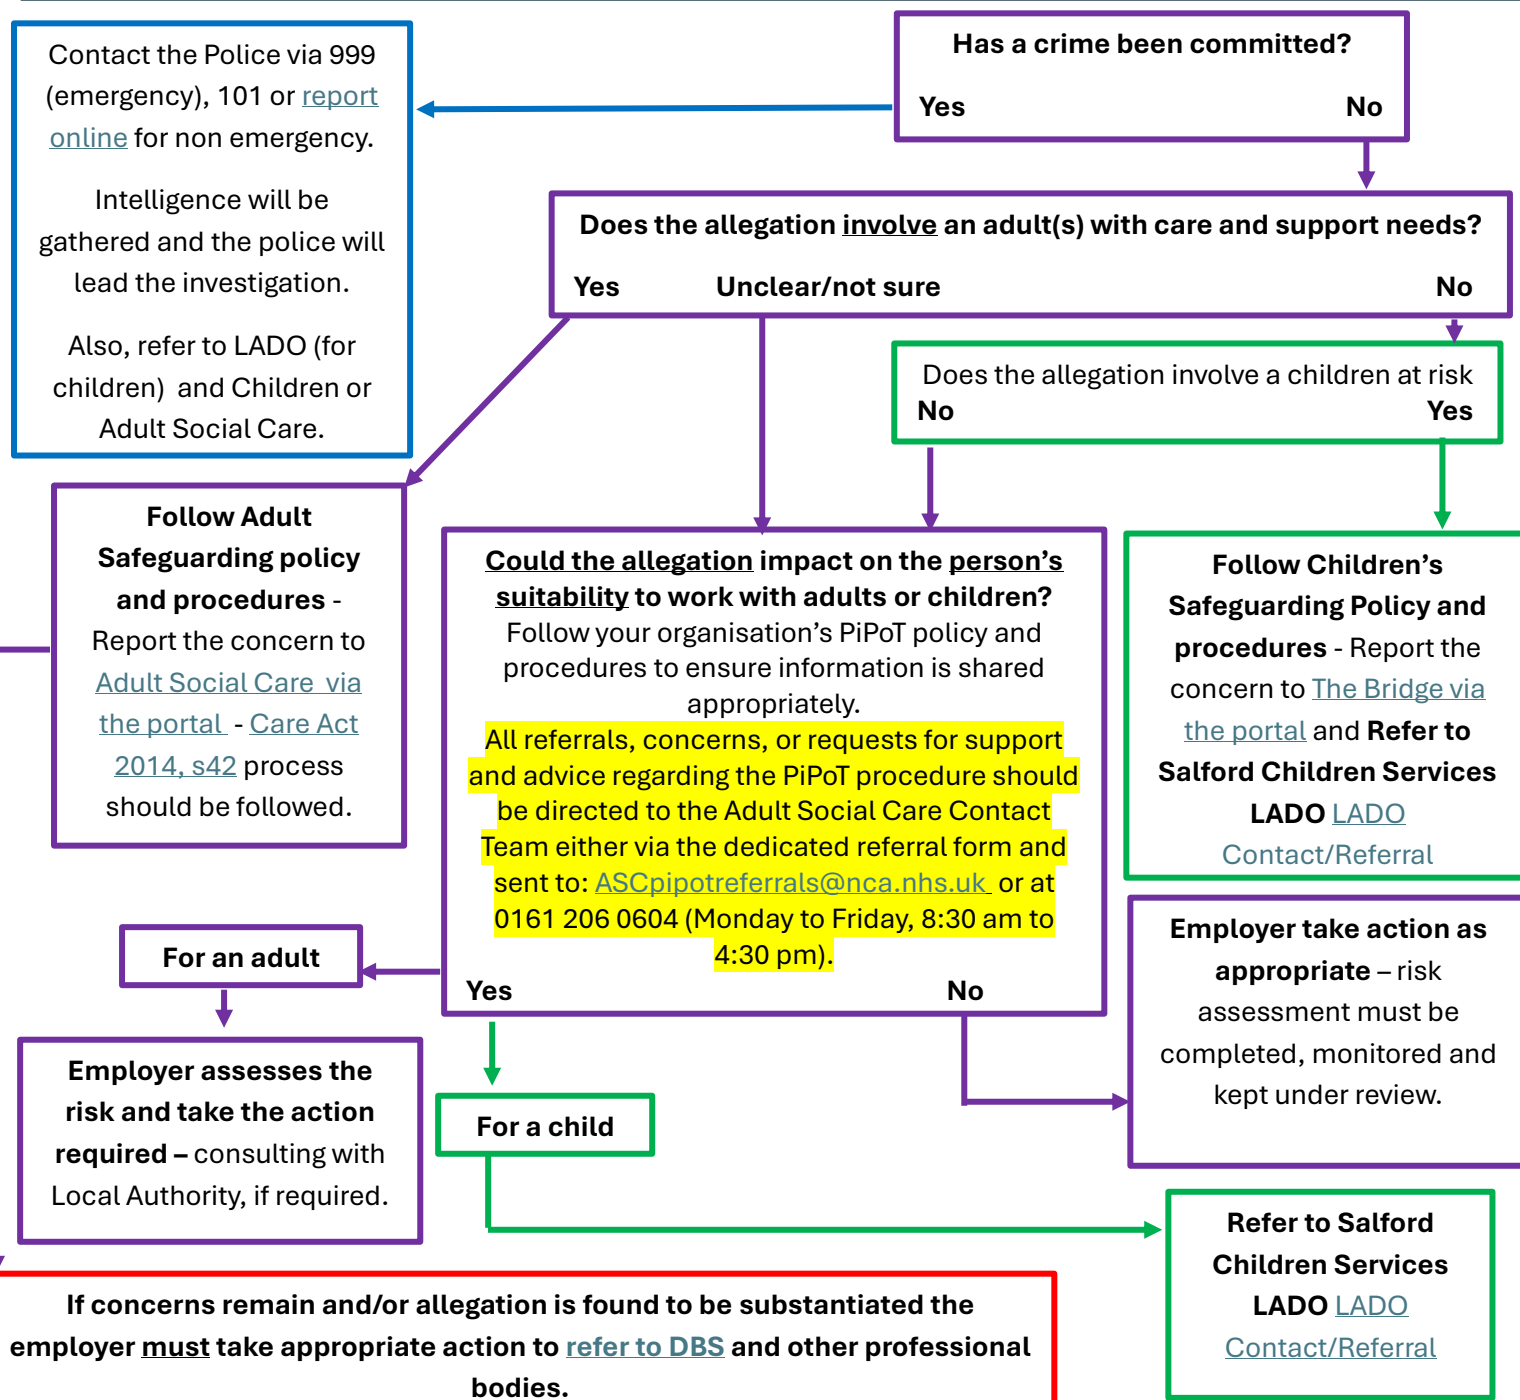 Has a crime been committed?
Yes No
Contact the Police via 999
(emergency), 101 or report
online for non emergency.
Intelligence will be
gathered and the police will
lead the investigation.
Also, refer to LADO (for
children)  and Children or
Adult Social Care.
Does the allegation involve an adult(s) with care and support needs?
Yes Unclear/not sure No
Does the allegation involve a children at risk
No Yes
Follow Adult
Safeguarding policy
and procedures -
Report the concern to
Adult Social Care  via
the portal  - Care Act
2014, s42 process
should be followed.
Could the allegation impact on the person’s
suitability to work with adults or children?
Follow your organisation’s PiPoT policy and
procedures to ensure information is shared
appropriately.
All referrals, concerns, or requests for support
and advice regarding the PiPoT procedure should
be directed to the Adult Social Care Contact
Team either via the dedicated referral form and
sent to: ASCpipotreferrals@nca.nhs.uk  or at
0161 206 0604 (Monday to Friday, 8:30 am to
4:30 pm).
Yes No
Follow Children’s
Safeguarding Policy and
procedures - Report the
concern to The Bridge via
the portal and Refer to
Salford Children Services
LADO LADO
Contact/Referral
For an adult
Employer take action as
appropriate – risk
assessment must be
completed, monitored and
kept under review.
Employer assesses the
risk and take the action
required – consulting with
Local Authority, if required.
For a child
Refer to Salford
Children Services
LADO LADO
Contact/Referral
If concerns remain and/or allegation is found to be substantiated the
employer must take appropriate action to refer to DBS and other professional
bodies.